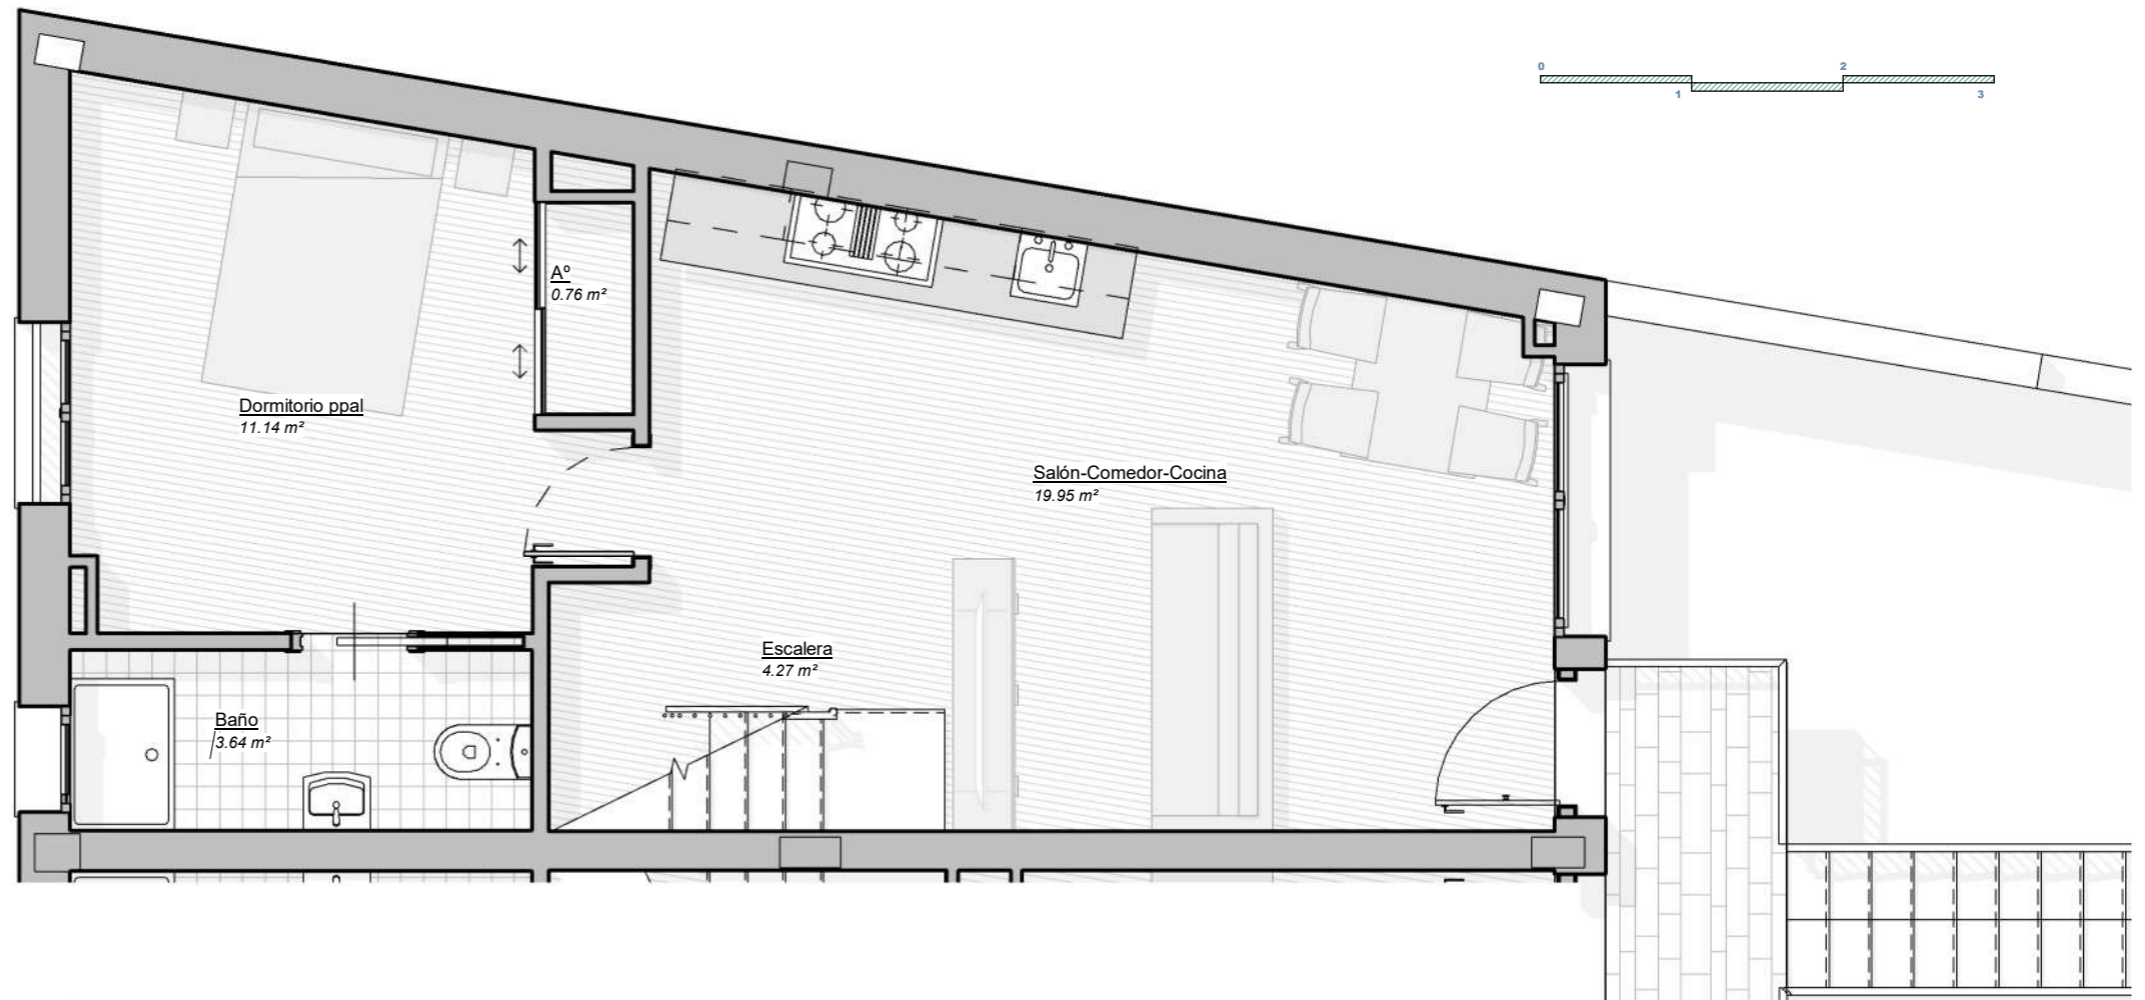 0 2
1 3
Aº
0.76 m²
Dormitorio ppal
11.14 m²
Salón-Comedor-Cocina
19.95 m²
Escalera
4.27 m²
Baño
3.64 m²